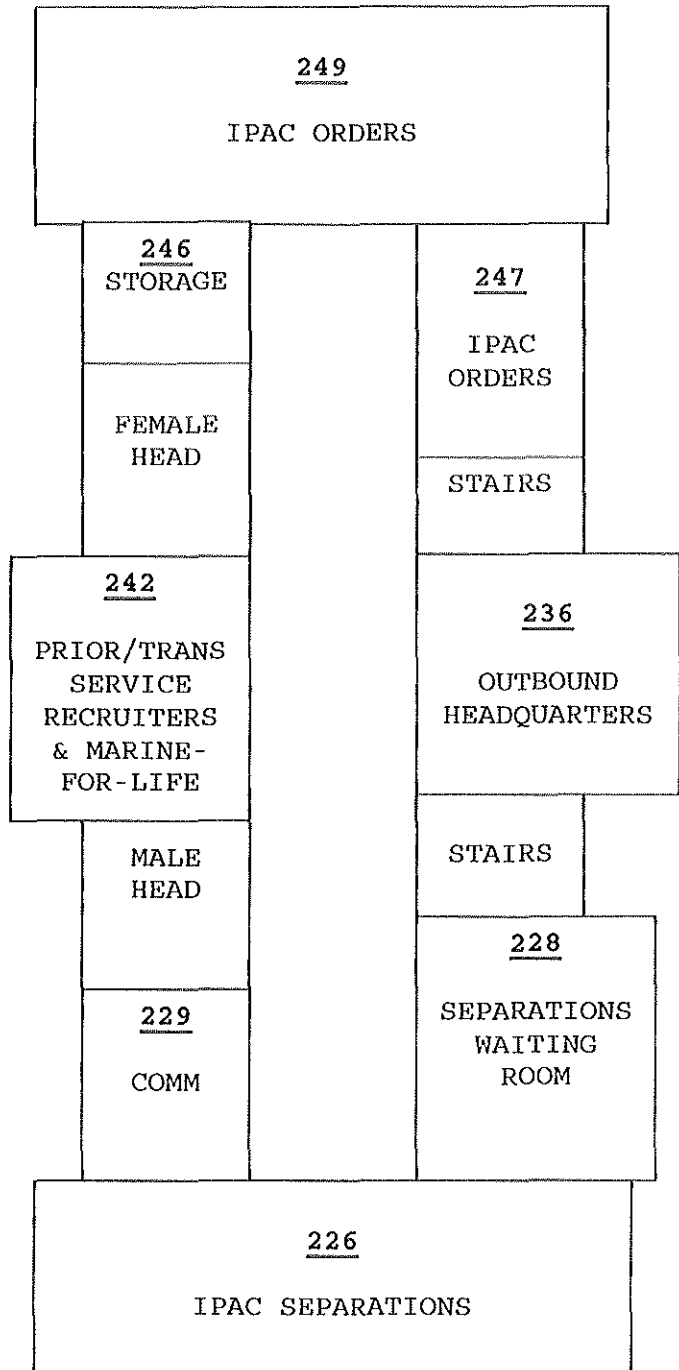 249
IPAC ORDERS
246
STORAGE
247
IPAC
ORDERS
FEMALE
HEAD
STAIRS
242
PRIOR/TRANS
SERVICE
RECRUITERS
& MARINE-
FOR-LIFE
236
OUTBOUND
HEADQUARTERS
MALE
HEAD
STAIRS
228
SEPARATIONS
WAITING
ROOM
229
COMM
226
IPAC SEPARATIONS